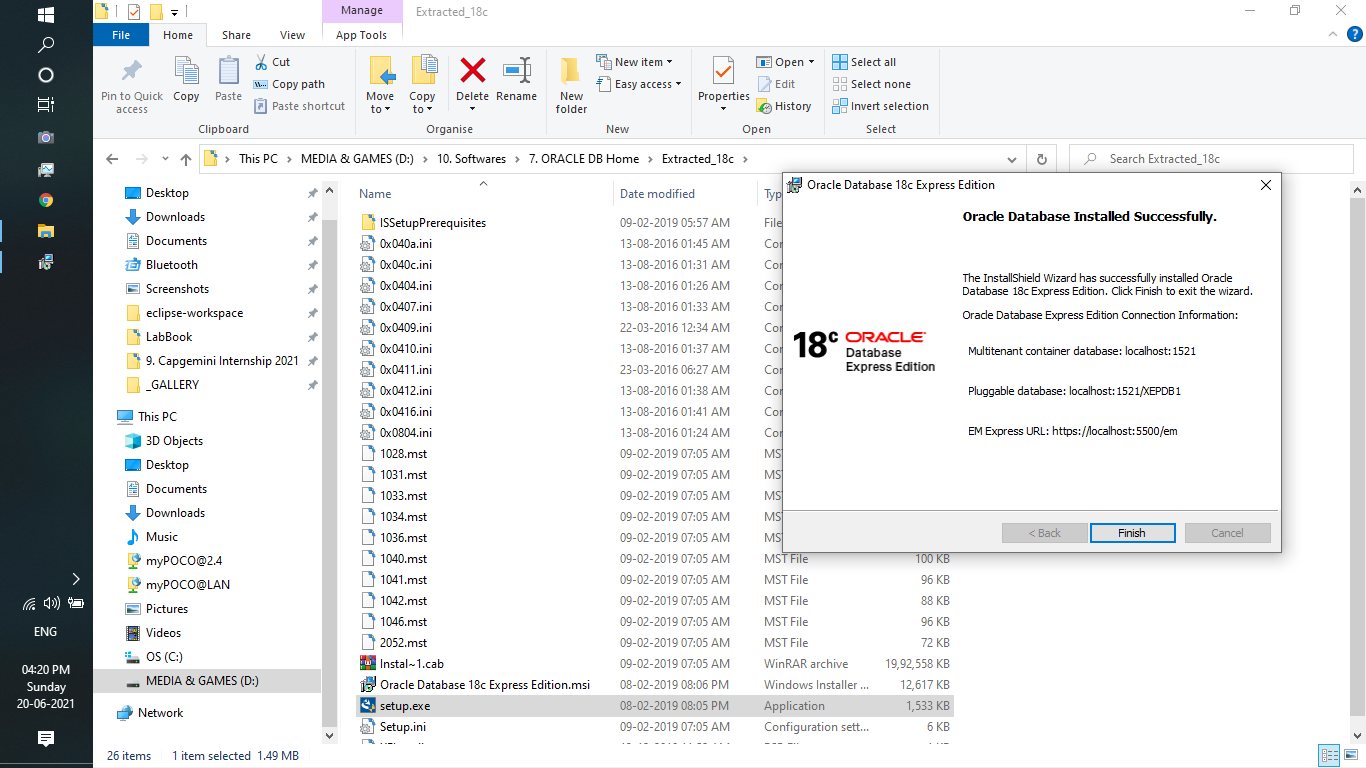 Manage
Extracted_18c
File
Home
Share
View
App Tools
Pin to Quick access
Copy
Paste
Cut
Copy path
Paste shortcut
Clipboard
Move to
Copy to
Delete
Rename
Organise
New folder
New item
Easy access
New
Properties
Open
Edit
History
Open
Select all
Select none
Invert selection
Select
This PC > MEDIA & GAMES (D:) > 10. Softwares > 7. ORACLE DB Home > Extracted_18c >
Search Extracted_18c
Desktop
Downloads
Documents
Bluetooth
Screenshots
eclipse-workspace
LabBook
9. Capgemini Internship 2021
_GALLERY
This PC
3D Objects
Desktop
Documents
Downloads
Music
myPOCO@2.4
myPOCO@LAN
Pictures
Videos
OS (C:)
MEDIA & GAMES (D:)
Network
Name Date modified Typ
ISSetupPrerequisites 09-02-2019 05:57 AM File
0x040a.ini 13-08-2016 01:45 AM Cor
0x040c.ini 13-08-2016 01:31 AM Cor
0x0404.ini 13-08-2016 01:26 AM Cor
0x0407.ini 13-08-2016 01:33 AM Cor
0x0409.ini 22-03-2016 12:34 AM Cor
0x0410.ini 13-08-2016 01:37 AM Cor
0x0411.ini 23-03-2016 06:27 AM Cor
0x0412.ini 13-08-2016 01:38 AM Cor
0x0416.ini 13-08-2016 01:41 AM Cor
0x0804.ini 13-08-2016 01:24 AM Cor
1028.mst 09-02-2019 07:05 AM MST
1031.mst 09-02-2019 07:05 AM MST
1033.mst 09-02-2019 07:05 AM MST
1034.mst 09-02-2019 07:05 AM MST
1036.mst 09-02-2019 07:05 AM MST
1040.mst 09-02-2019 07:05 AM MST File 100 KB
1041.mst 09-02-2019 07:05 AM MST File 96 KB
1042.mst 09-02-2019 07:05 AM MST File 88 KB
1046.mst 09-02-2019 07:05 AM MST File 96 KB
2052.mst 09-02-2019 07:05 AM MST File 72 KB
Instal~1.cab 09-02-2019 07:05 AM WinRAR archive 19,92,558 KB
Oracle Database 18c Express Edition.msi 08-02-2019 08:06 PM Windows Installer ... 12,617 KB
setup.exe 08-02-2019 08:05 PM Application 1,533 KB
Setup.ini 09-02-2019 07:05 AM Configuration sett... 6 KB
26 items 1 item selected 1.49 MB
Oracle Database 18c Express Edition
Oracle Database Installed Successfully.
The InstallShield Wizard has successfully installed Oracle
Database 18c Express Edition. Click Finish to exit the wizard.
Oracle Database Express Edition Connection Information:
Multitenant container database: localhost:1521
Pluggable database: localhost:1521/XEPDB1
EM Express URL: https://localhost:5500/em
18c ORACLE
Database
Express Edition
< Back
Finish
Cancel
ENG
04:20 PM
Sunday
20-06-2021